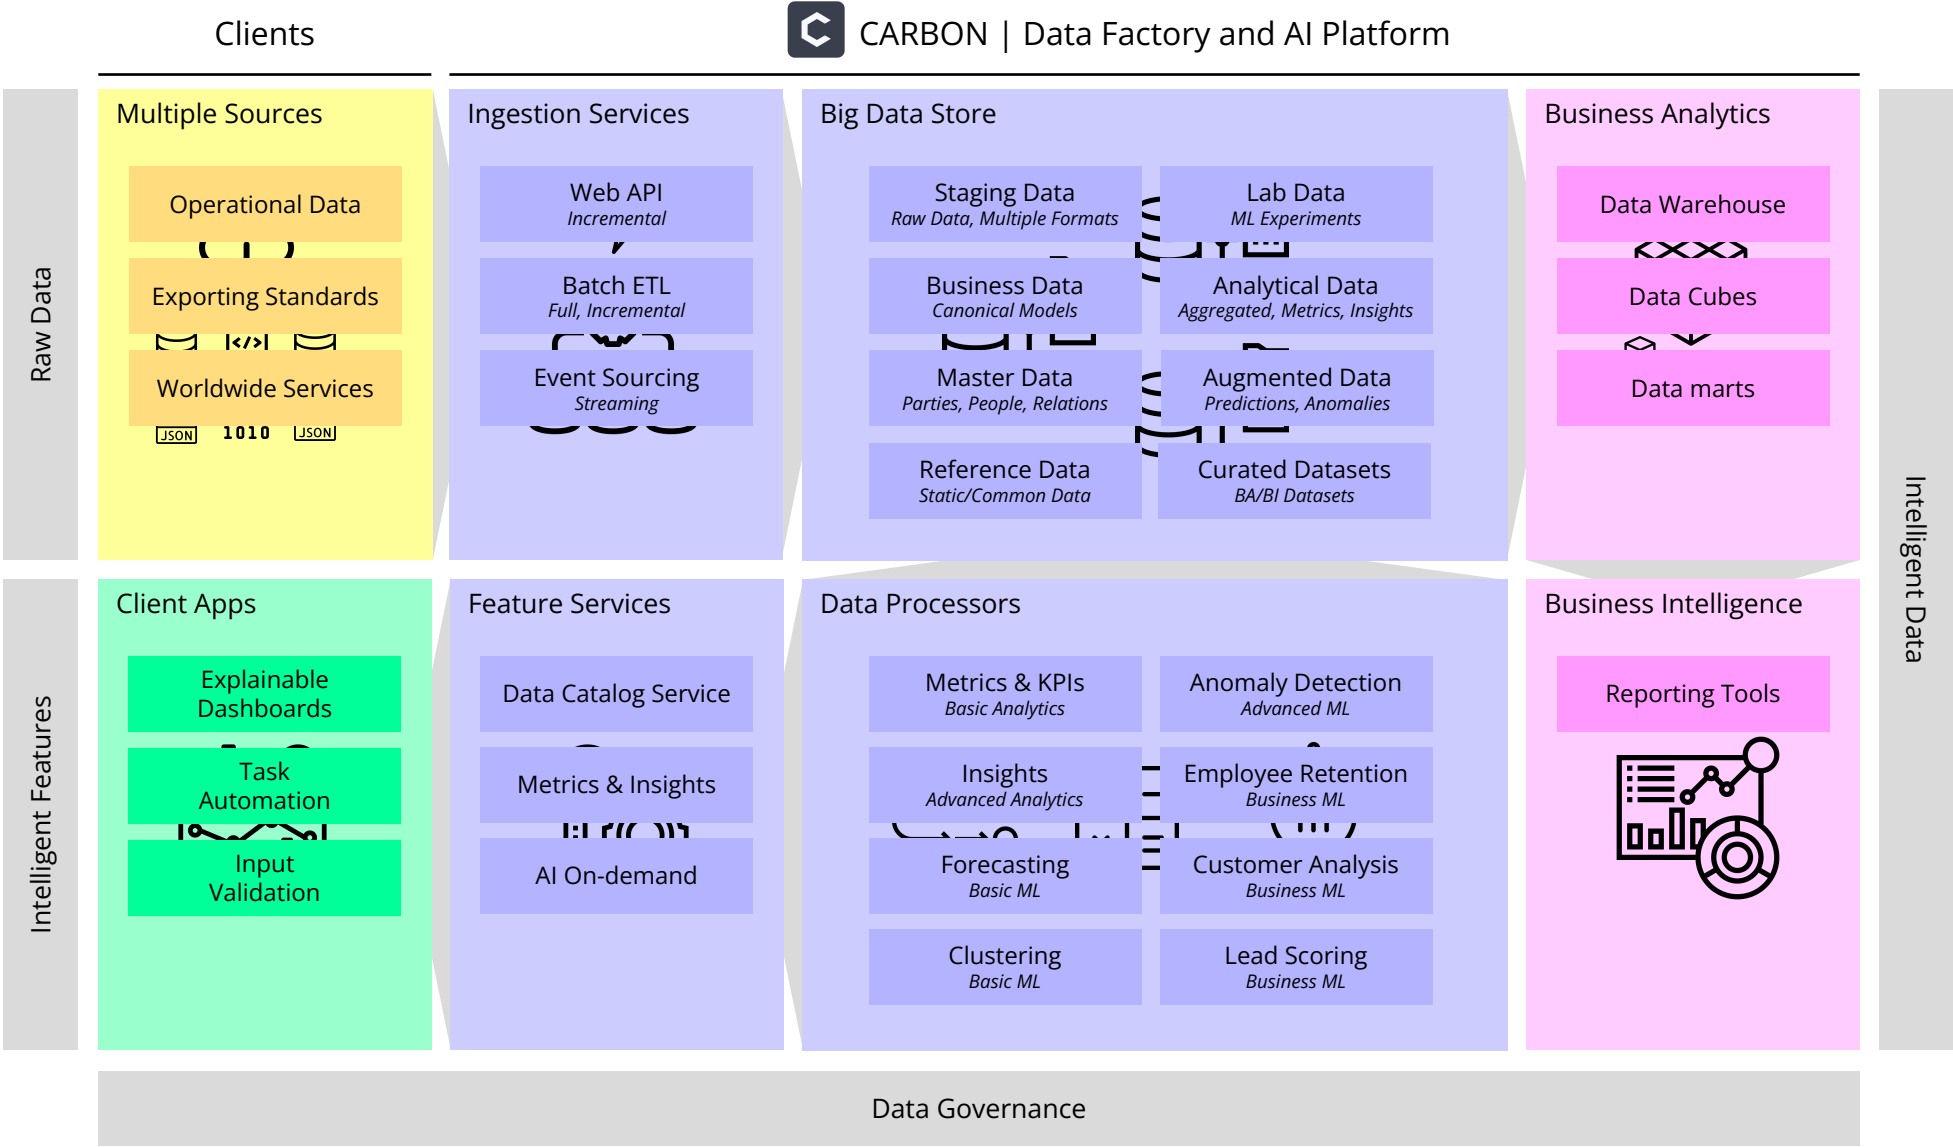 Clients
CARBON | Data Factory and AI Platform
Raw Data
Multiple Sources
Operational Data
Exporting Standards
</>
Worldwide Services
JSON
1010
JSON
Ingestion Services
Web API
Incremental
Batch ETL
Full, Incremental
Event Sourcing
Streaming
Big Data Store
Staging Data
Raw Data, Multiple Formats
Lab Data
ML Experiments
Business Data
Canonical Models
Analytical Data
Aggregated, Metrics, Insights
Master Data
Parties, People, Relations
Augmented Data
Predictions, Anomalies
Reference Data
Static/Common Data
Curated Datasets
BA/BI Datasets
Business Analytics
Data Warehouse
Data Cubes
Data marts
Intelligent Data
Intelligent Features
Client Apps
Explainable
Dashboards
Task
Automation
Input
Validation
Feature Services
Data Catalog Service
Metrics & Insights
AI On-demand
Data Processors
Metrics & KPIs
Basic Analytics
Anomaly Detection
Advanced ML
Insights
Advanced Analytics
Employee Retention
Business ML
Forecasting
Basic ML
Customer Analysis
Business ML
Clustering
Basic ML
Lead Scoring
Business ML
Business Intelligence
Reporting Tools
Data Governance